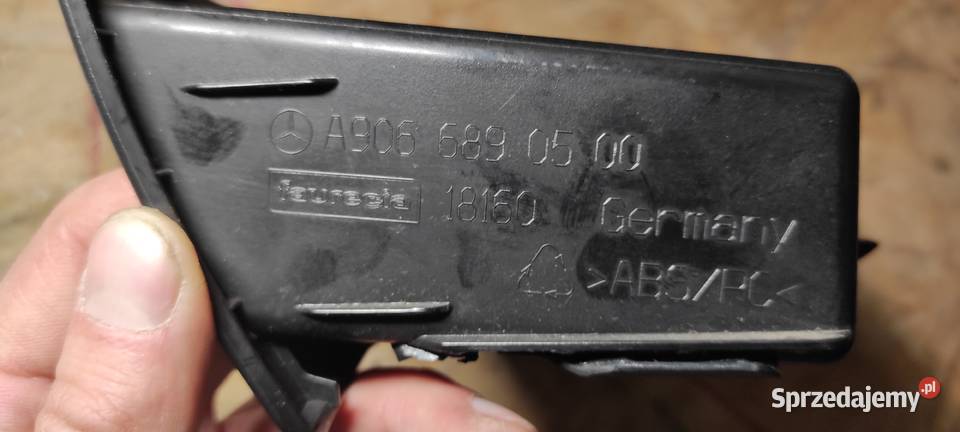 A906 689 05 00
faurecia 18160 Germany
>ABS/PC<
Sprzedajemy.pl